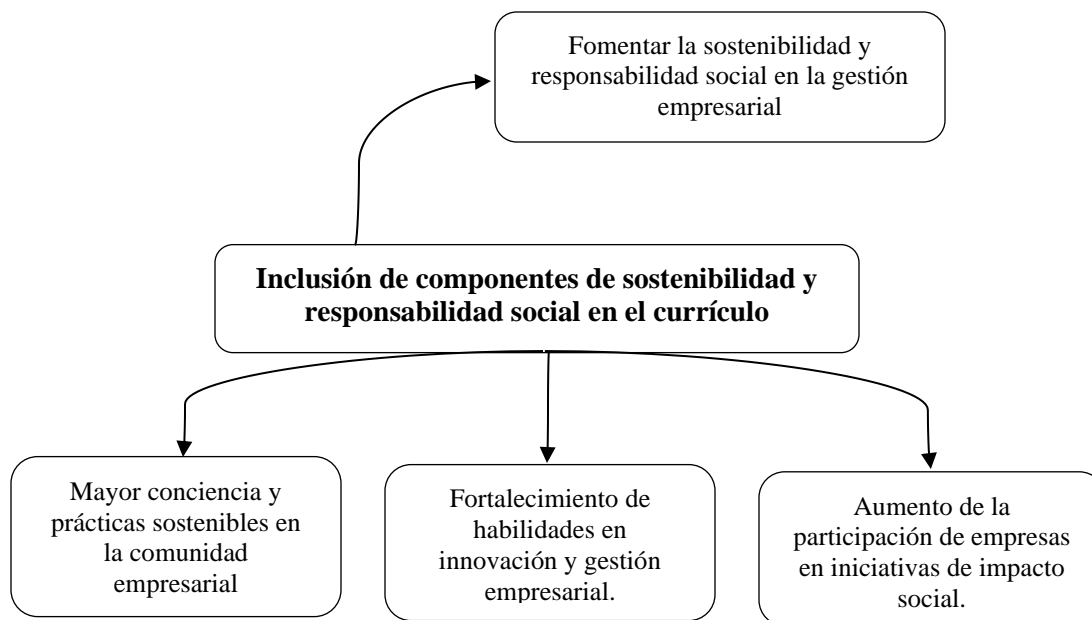 Fomentar la sostenibilidad y
responsabilidad social en la gestión
empresarial
Inclusión de componentes de sostenibilidad y
responsabilidad social en el currículo
Mayor conciencia y
prácticas sostenibles en
la comunidad
empresarial
Fortalecimiento de
habilidades en
innovación y gestión
empresarial.
Aumento de la
participación de empresas
en iniciativas de impacto
social.